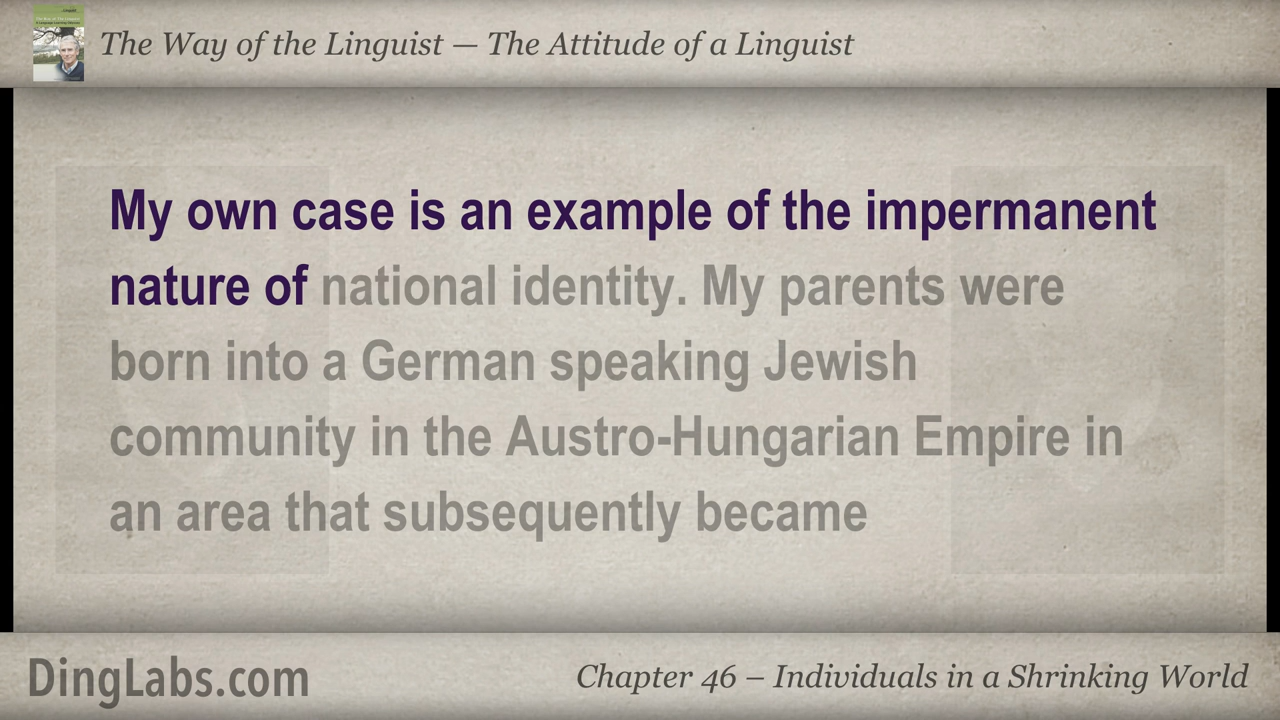 The Way of the Linguist — The Attitude of a Linguist
My own case is an example of the impermanent
nature of national identity. My parents were
born into a German speaking Jewish
community in the Austro-Hungarian Empire in
an area that subsequently became
DingLabs.com
Chapter 46 – Individuals in a Shrinking World